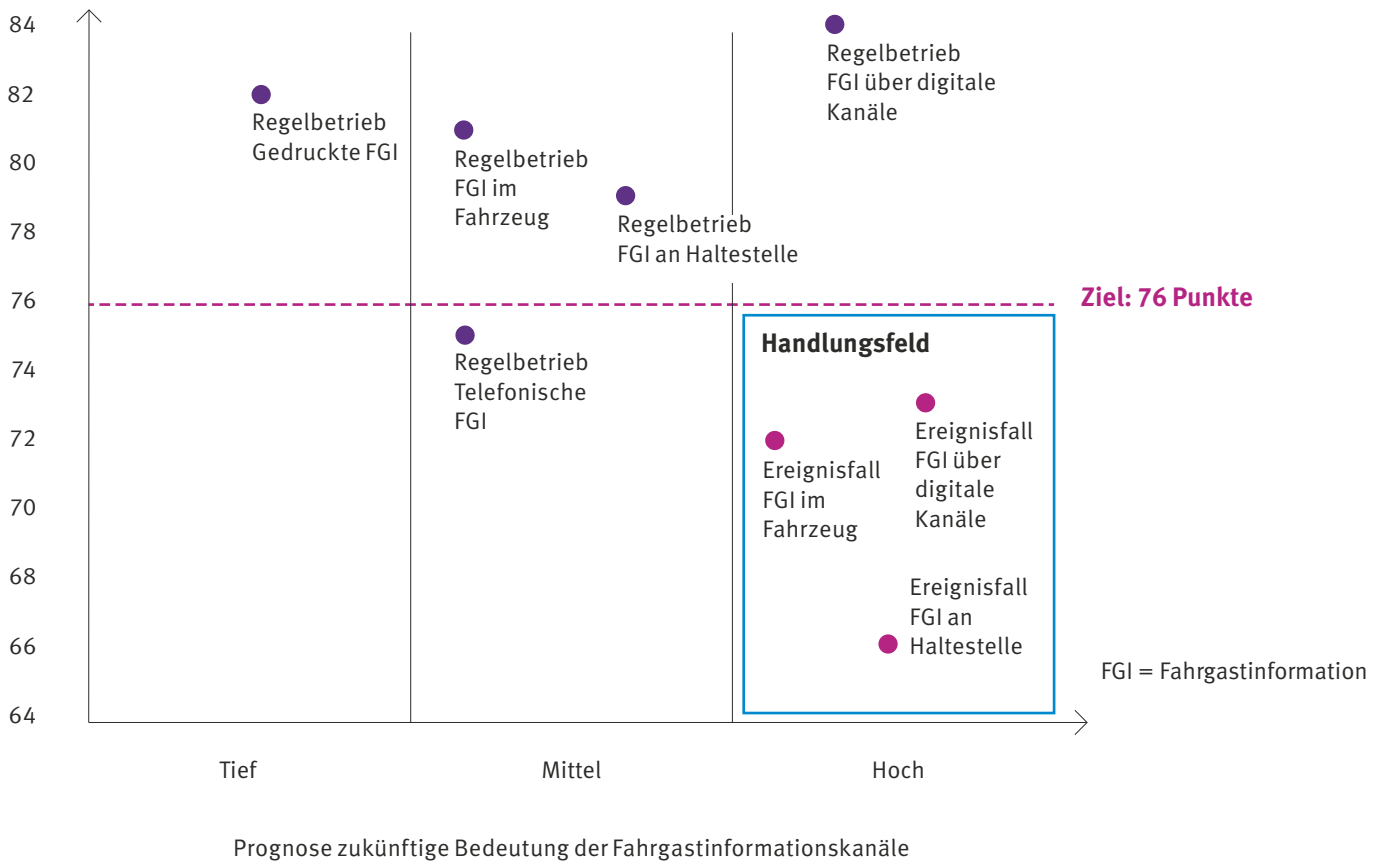 84
82
80
78
76
74
72
70
68
66
64
Regelbetrieb
Gedruckte FGI
Regelbetrieb
FGI im
Fahrzeug
Regelbetrieb
FGI an Haltestelle
Regelbetrieb
FGI über digitale
Kanäle
Ziel: 76 Punkte
Regelbetrieb
Telefonische
FGI
Handlungsfeld
Ereignisfall
FGI im
Fahrzeug
Ereignisfall
FGI über
digitale
Kanäle
Ereignisfall
FGI an
Haltestelle
FGI = Fahrgastinformation
Tief
Mittel
Hoch
Prognose zukünftige Bedeutung der Fahrgastinformationskanäle